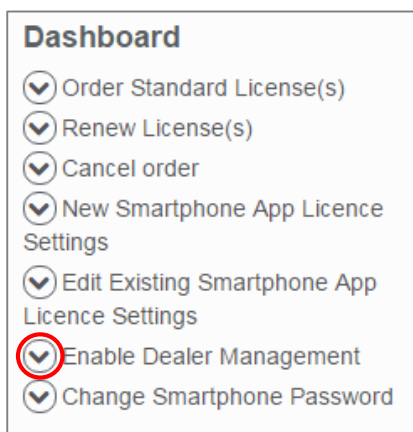 Dashboard
Order Standard License(s)
Renew License(s)
Cancel order
New Smartphone App Licence
Settings
Edit Existing Smartphone App
Licence Settings
Enable Dealer Management
Change Smartphone Password